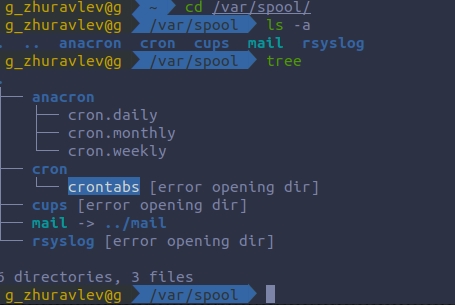 g_zhuravlev@g ~ cd /var/spool/
g_zhuravlev@g /var/spool ls -a
. .. anacron cron cups mail rsyslog
g_zhuravlev@g /var/spool tree
.
├── anacron
│   ├── cron.daily
│   ├── cron.monthly
│   └── cron.weekly
├── cron
│   └── crontabs [error opening dir]
├── cups [error opening dir]
├── mail -> ../mail
└── rsyslog [error opening dir]
6 directories, 3 files
g_zhuravlev@g /var/spool